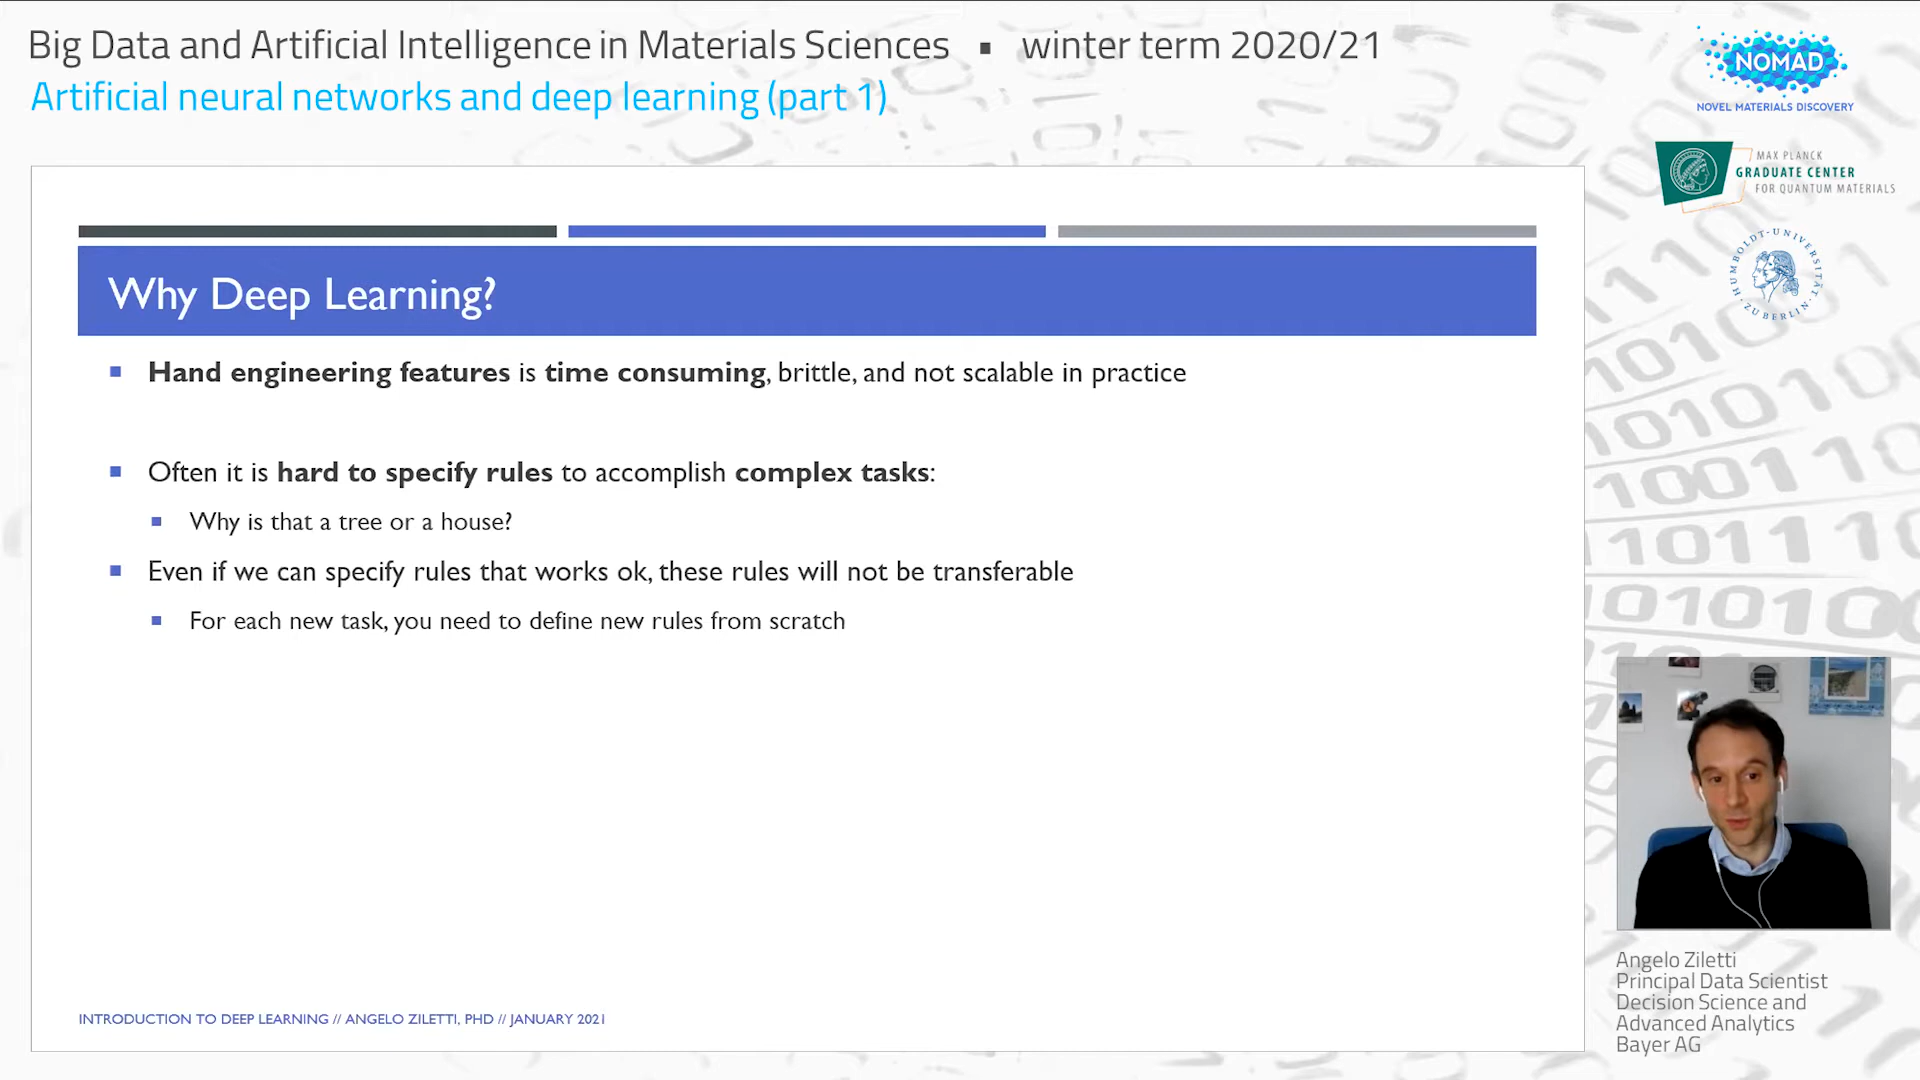 Big Data and Artificial Intelligence in Materials Sciences ▪ winter term 2020/21
Artificial neural networks and deep learning (part 1)
NOMAD
NOVEL MATERIALS DISCOVERY
MAX PLANCK
GRADUATE CENTER
FOR QUANTUM MATERIALS
HUMBOLDT-UNIVERSITÄT
ZU BERLIN
Why Deep Learning?
Hand engineering features is time consuming, brittle, and not scalable in practice
Often it is hard to specify rules to accomplish complex tasks:
Why is that a tree or a house?
Even if we can specify rules that works ok, these rules will not be transferable
For each new task, you need to define new rules from scratch
INTRODUCTION TO DEEP LEARNING // ANGELO ZILETTI, PHD // JANUARY 2021
Angelo Ziletti
Principal Data Scientist
Decision Science and
Advanced Analytics
Bayer AG